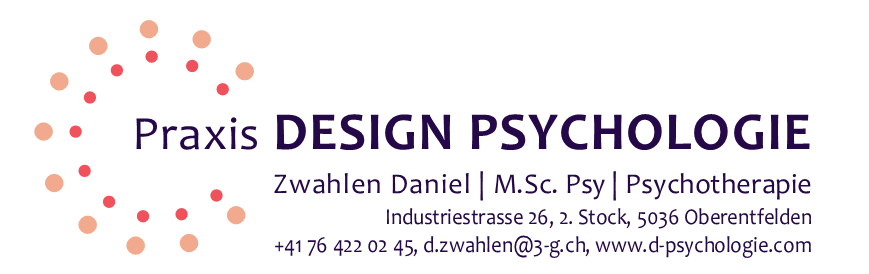 Praxis DESIGN PSYCHOLOGIE
Zwahlen Daniel | M.Sc. Psy | Psychotherapie
Industriestrasse 26, 2. Stock, 5036 Oberentfelden
+41 76 422 02 45, d.zwahlen@3-g.ch, www.d-psychologie.com